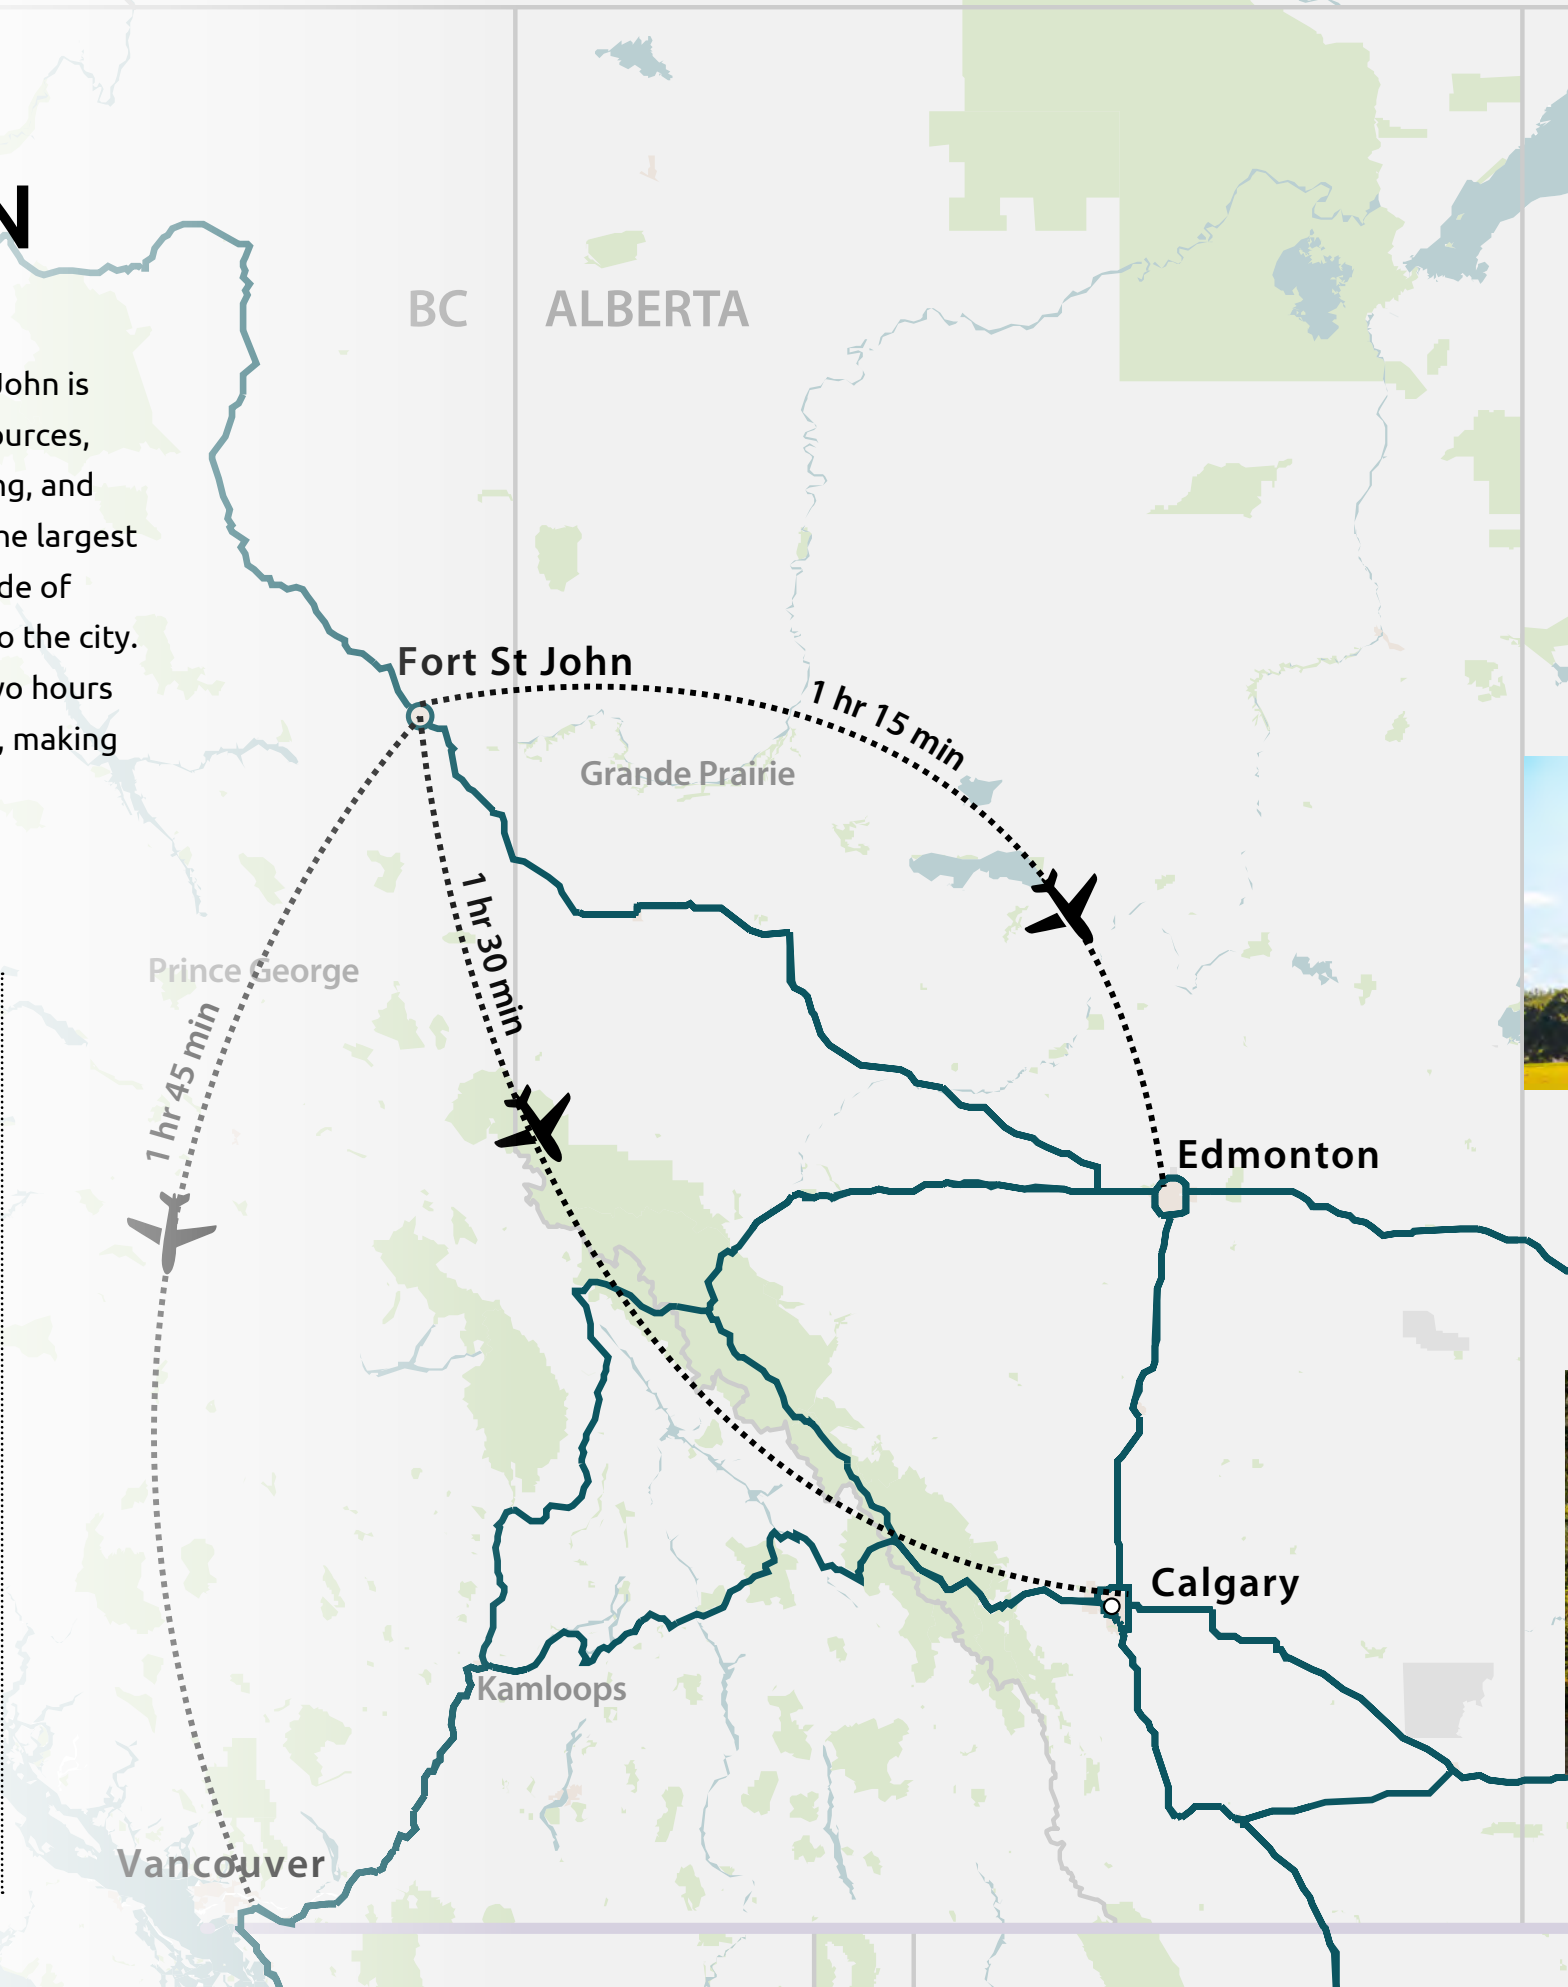 N
John is
ources,
ng, and
he largest
de of
o the city.
wo hours
, making
BC
ALBERTA
Fort St John
1 hr 15 min
Grande Prairie
1 hr 30 min
Prince George
1 hr 45 min
Edmonton
Calgary
Kamloops
Vancouver